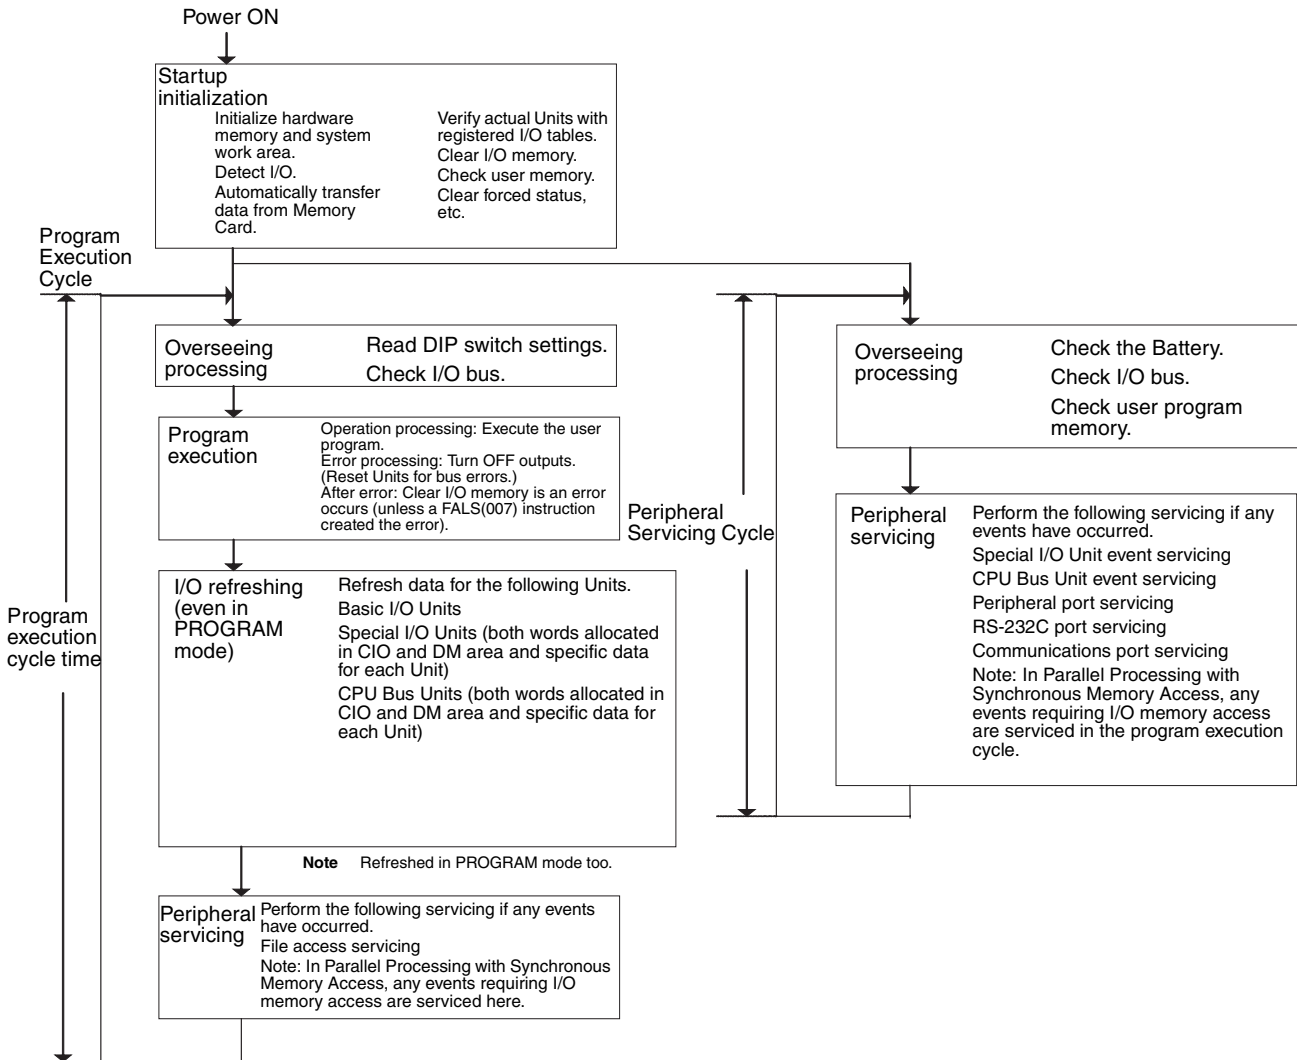 Power ON
Startup
initialization
Initialize hardware
memory and system
work area.
Detect I/O.
Automatically transfer
data from Memory
Card.
Verify actual Units with
registered I/O tables.
Clear I/O memory.
Check user memory.
Clear forced status,
etc.
Program
Execution
Cycle
Overseeing
processing
Read DIP switch settings.
Check I/O bus.
Program
execution
Operation processing: Execute the user
program.
Error processing: Turn OFF outputs.
(Reset Units for bus errors.)
After error: Clear I/O memory is an error
occurs (unless a FALS(007) instruction
created the error).
Program
execution
cycle time
I/O refreshing
(even in
PROGRAM
mode)
Refresh data for the following Units.
Basic I/O Units
Special I/O Units (both words allocated
in CIO and DM area and specific data
for each Unit)
CPU Bus Units (both words allocated in
CIO and DM area and specific data for
each Unit)
Note Refreshed in PROGRAM mode too.
Peripheral
servicing
Perform the following servicing if any events
have occurred.
File access servicing
Note: In Parallel Processing with Synchronous
Memory Access, any events requiring I/O
memory access are serviced here.
Peripheral
Servicing Cycle
Overseeing
processing
Check the Battery.
Check I/O bus.
Check user program
memory.
Peripheral
servicing
Perform the following servicing if any
events have occurred.
Special I/O Unit event servicing
CPU Bus Unit event servicing
Peripheral port servicing
RS-232C port servicing
Communications port servicing
Note: In Parallel Processing with
Synchronous Memory Access, any
events requiring I/O memory access
are serviced in the program execution
cycle.